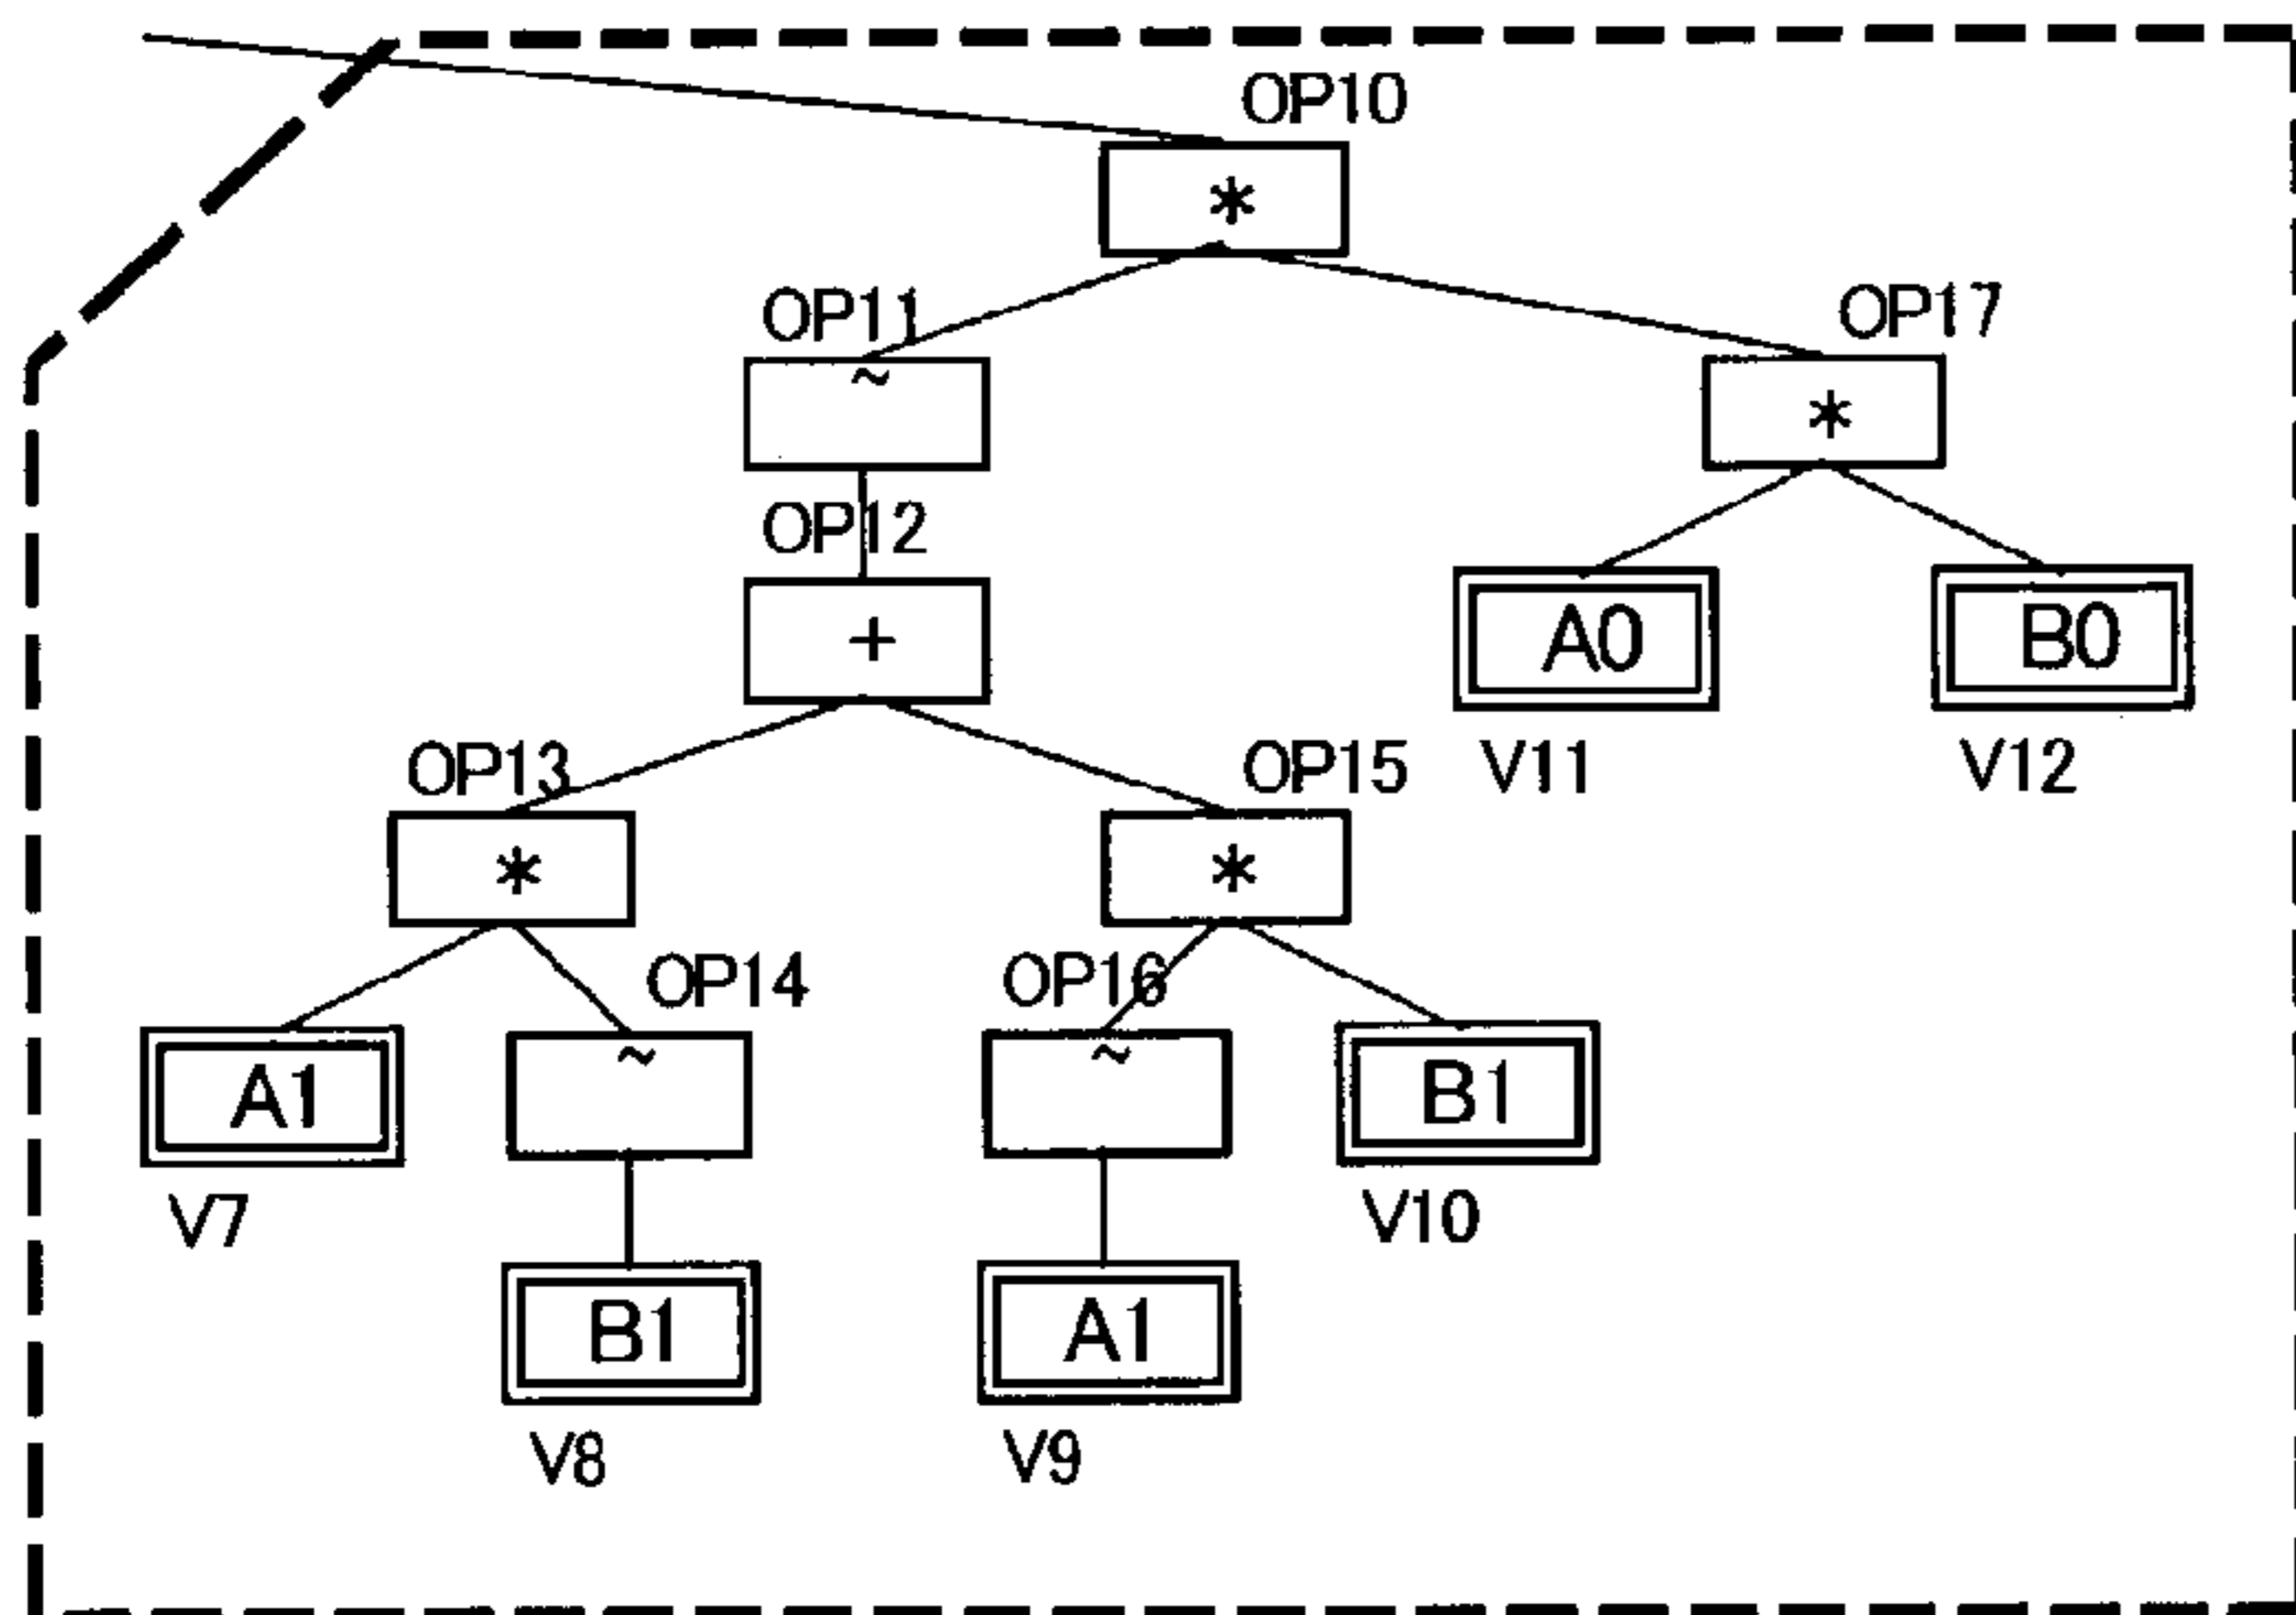 OP10
*
OP11
~
OP17
*
OP12
+
A0
B0
V11
V12
OP13
*
OP15
*
OP14
~
OP16
~
A1
V7
B1
V10
B1
V8
A1
V9